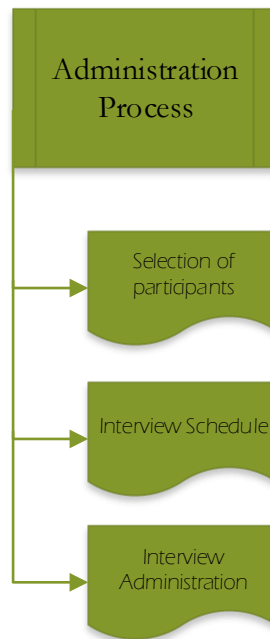 Administration
Process
Selection of
participants
Interview Schedule
Interview
Administration